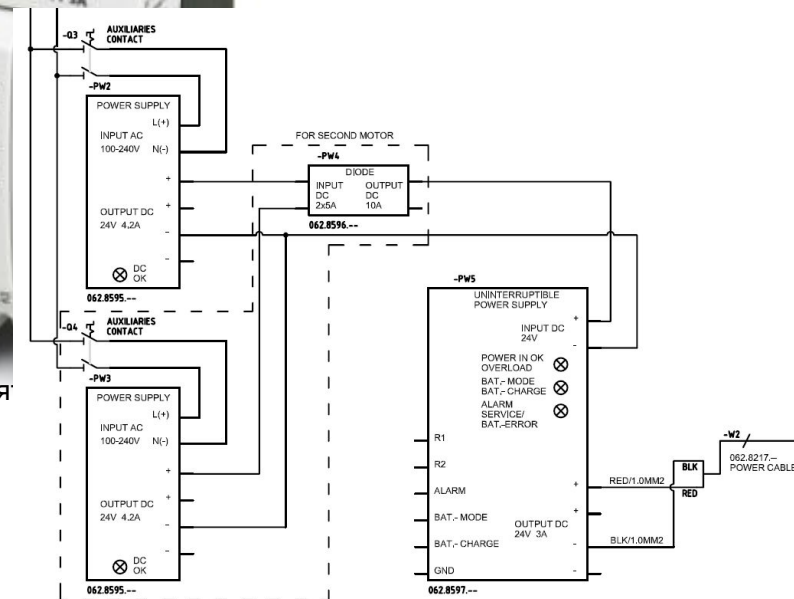 -Q3
AUXILIARIES
CONTACT
-PW2
POWER SUPPLY
L(+)
INPUT AC
100-240V N(-)
+
+
OUTPUT DC
24V 4,2A
-
-
DC
OK
062.8595.--
FOR SECOND MOTOR
-PW4
DIODE
INPUT OUTPUT
DC DC
2x5A 10A
062.8596.--
-Q4
AUXILIARIES
CONTACT
-PW3
POWER SUPPLY
L(+)
INPUT AC
100-240V N(-)
+
+
OUTPUT DC
24V 4.2A
-
-
DC
OK
062.8595.--
-PW5
UNINTERRUPTIBLE
POWER SUPPLY
+
INPUT DC
24V
-
POWER IN OK
OVERLOAD
BAT.- MODE
BAT.- CHARGE
ALARM
SERVICE/
BAT.-ERROR
R1
R2
ALARM
BAT.- MODE
BAT.- CHARGE
GND
+
+
OUTPUT DC
24V 3A
-
-
062.8597.--
RED/1.0MM2
BLK/1.0MM2
BLK
RED
-W2
062.8217.--
POWER CABLE